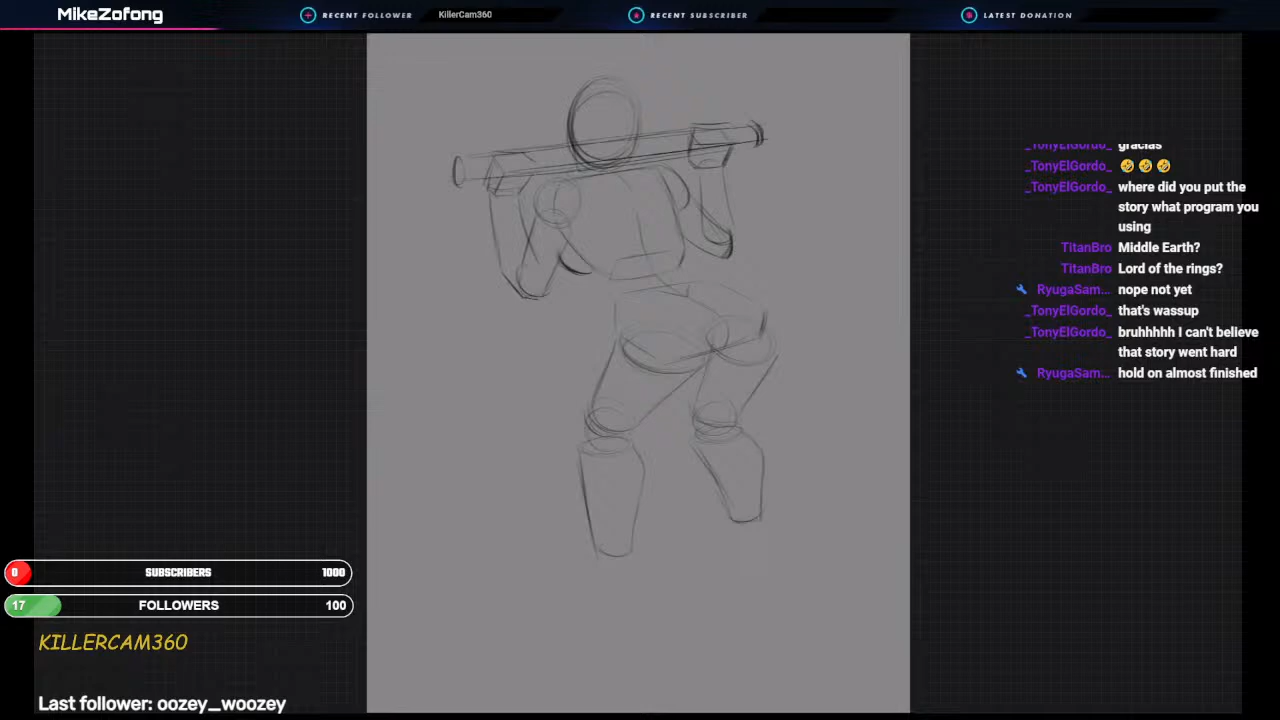 MikeZofong
RECENT FOLLOWER
KillerCam360
RECENT SUBSCRIBER
LATEST DONATION
_TonyElGordo_ gracias
_TonyElGordo_ 🤣 🤣 🤣
_TonyElGordo_ where did you put the
story what program you
using
TitanBro Middle Earth?
TitanBro Lord of the rings?
RyugaSam... nope not yet
_TonyElGordo_ that's wassup
_TonyElGordo_ bruhhhhh I can't believe
that story went hard
RyugaSam... hold on almost finished
0 SUBSCRIBERS 1000
17 FOLLOWERS 100
KILLERCAM360
Last follower: oozey_woozey